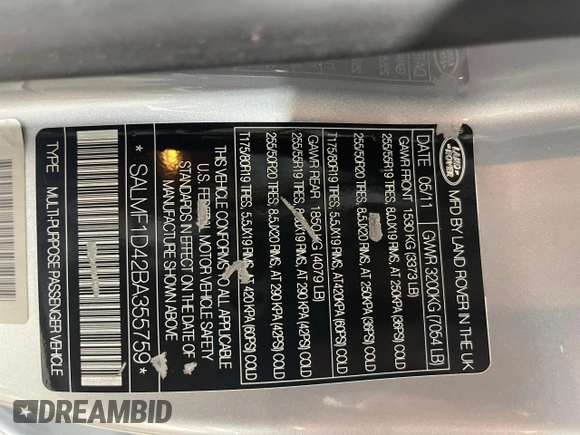 LAND ROVER
MFD BY LAND ROVER IN THE UK
DATE 05/11 GVWR 3200KG (7054 LB)
GAWR FRONT 1530 KG (3373 LB)
255/55R19 TIRES, 8.0JX19 RIMS, AT 250KPA (36PSI) COLD
255/50R20 TIRES, 8.5JX20 RIMS, AT 250KPA (36PSI) COLD
T175/80R19 TIRES, 5.5JX19 RIMS, AT 420KPA (60PSI) COLD
GAWR REAR 1850 KG (4079 LB)
255/55R19 TIRES, 8.0JX19 RIMS, AT 290 KPA (42PSI) COLD
255/50R20 TIRES, 8.5JX20 RIMS, AT 290 KPA (42PSI) COLD
T175/80R19 TIRES, 5.5JX19 RIMS, 420 KPA (60PSI) COLD
THIS VEHICLE CONFORMS TO ALL APPLICABLE
U.S. MOTOR VEHICLE SAFETY
STANDARDS IN EFFECT ON THE DATE OF
MANUFACTURE SHOWN ABOVE.
*SALMF1D42BA355759*
TYPE MULTI-PURPOSE PASSENGER VEHICLE
DREAMBID